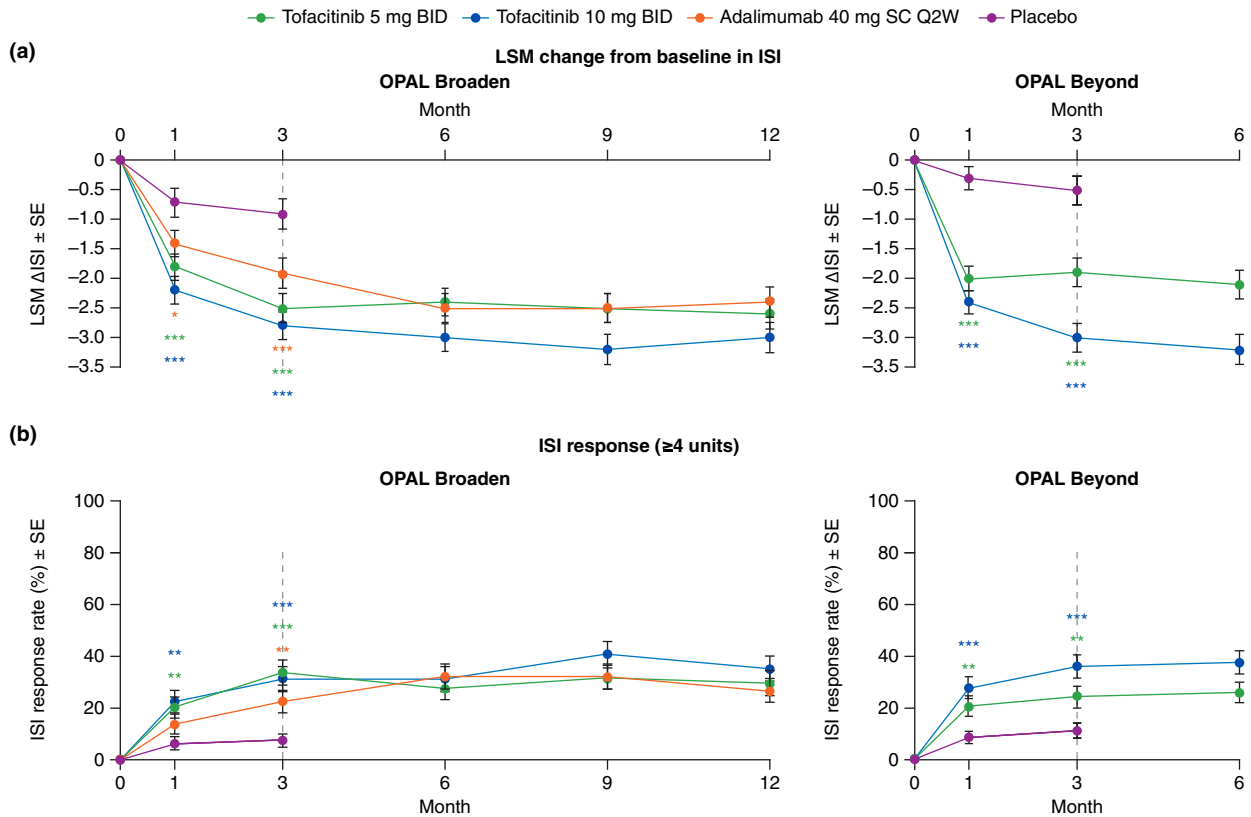 Tofacitinib 5 mg BID Tofacitinib 10 mg BID Adalimumab 40 mg SC Q2W Placebo
(a)
LSM change from baseline in ISI
OPAL Broaden OPAL Beyond
Month Month
0 1 3 6 9 12 0 1 3 6
LSM ΔISI ± SE
0
−0.5
−1.0
−1.5
−2.0
−2.5
−3.0
−3.5
*
***
***
***
***
***
LSM ΔISI ± SE
0
−0.5
−1.0
−1.5
−2.0
−2.5
−3.0
−3.5
***
***
***
***
(b)
ISI response (≥4 units)
OPAL Broaden OPAL Beyond
ISI response rate (%) ± SE
100
80
60
40
20
0
**
**
***
***
**
0 1 3 6 9 12
Month
ISI response rate (%) ± SE
100
80
60
40
20
0
***
**
***
**
0 1 3 6
Month